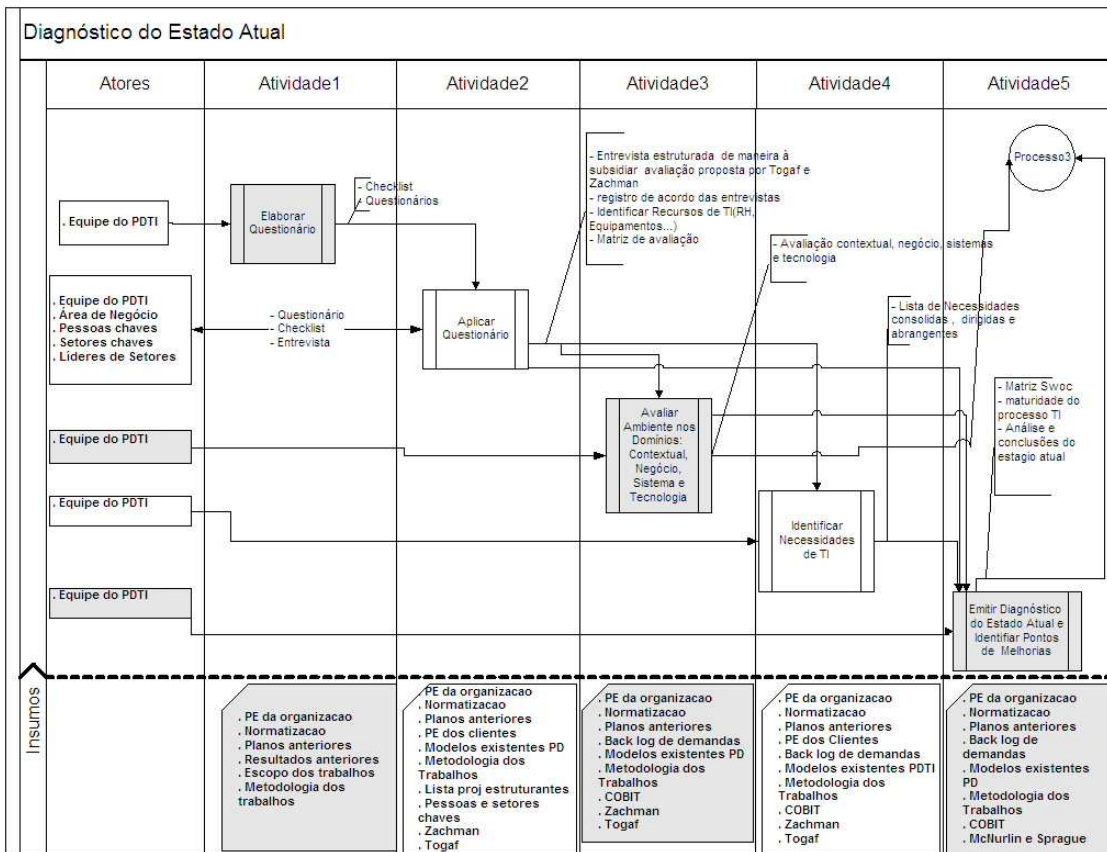 Diagnóstico do Estado Atual
Atores
Atividade1
Atividade2
Atividade3
Atividade4
Atividade5
. Equipe do PDTI
Elaborar
Questionário
- Checklist
- Questionários
- Entrevista estruturada de maneira à
subsidiar avaliação proposta por Togaf e
Zachman
- registro de acordo das entrevistas
- Identificar Recursos de TI(RH,
Equipamentos...)
- Matriz de avaliação
Processo3
. Equipe do PDTI
. Área de Negócio
. Pessoas chaves
. Setores chaves
. Líderes de Setores
- Questionário
- Checklist
- Entrevista
Aplicar
Questionário
- Avaliação contextual, negócio, sistemas
e tecnologia
- Lista de Necessidades
consolidas , dirigidas e
abrangentes
. Equipe do PDTI
Avaliar
Ambiente nos
Domínios:
Contextual,
Negócio,
Sistema e
Tecnologia
- Matriz Swoc
- maturidade do
processo TI
- Análise e
conclusões do
estagio atual
. Equipe do PDTI
Identificar
Necessidades
de TI
. Equipe do PDTI
Emitir Diagnóstico
do Estado Atual e
Identificar Pontos
de Melhorias
Insumos
. PE da organizacao
. Normatizacao
. Planos anteriores
. Resultados anteriores
. Escopo dos trabalhos
. Metodologia dos
trabalhos
. PE da organizacao
. Normatizacao
. Planos anteriores
. PE dos clientes
. Modelos existentes PD
. Metodologia dos
Trabalhos
. Lista proj estruturantes
. Pessoas e setores
chaves
. Zachman
. Togaf
. PE da organizacao
. Normatizacao
. Planos anteriores
. Back log de demandas
. Modelos existentes PD
. Metodologia dos
Trabalhos
. COBIT
. Zachman
. Togaf
. PE da organizacao
. Normatizacao
. Planos anteriores
. PE dos Clientes
. Back log de demandas
. Modelos existentes PDTI
. Metodologia dos
Trabalhos
. COBIT
. Zachman
. Togaf
. PE da organizacao
. Normatizacao
. Planos anteriores
. Back log de
demandas
. Modelos existentes
PD
. Metodologia dos
Trabalhos
. COBIT
. McNurlin e Sprague